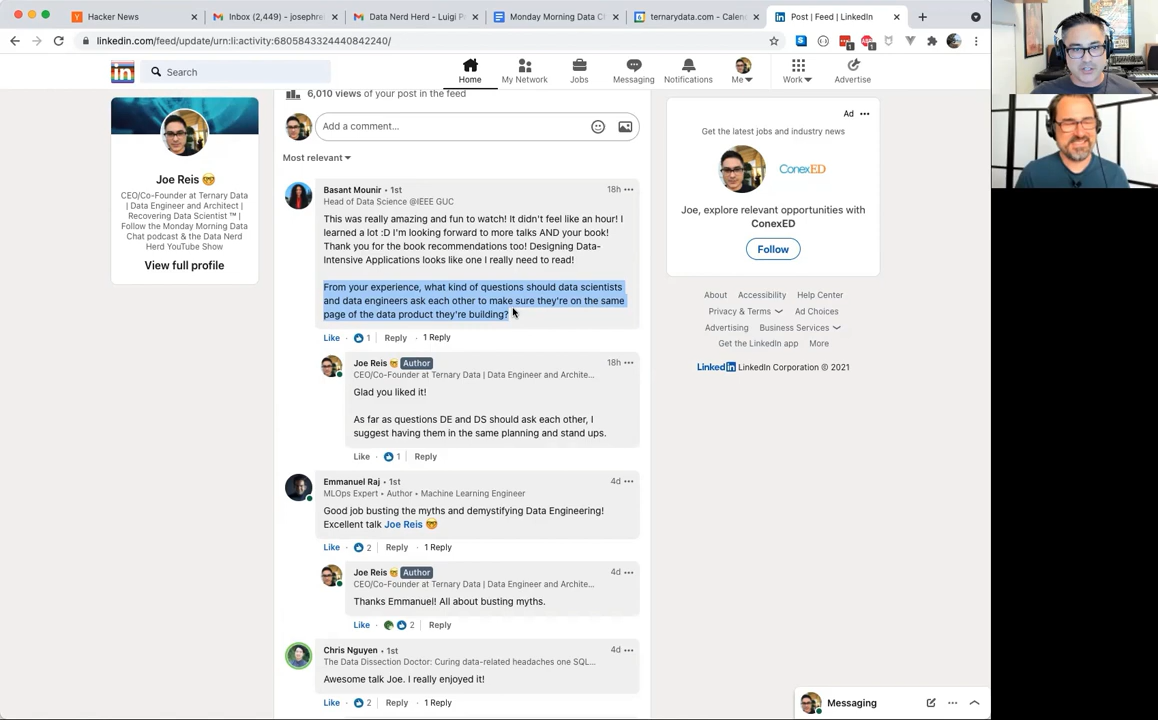 Hacker News
Inbox (2,449) - josephre
Data Nerd Herd - Luigi P
Monday Morning Data C
ternarydata.com - Calen
Post | Feed | LinkedIn
linkedin.com/feed/update/urn:li:activity:6805843324440842240/
Search
Home
My Network
Jobs
Messaging
Notifications
Me
Work
Advertise
Joe Reis
CEO/Co-Founder at Ternary Data
| Data Engineer and Architect |
Recovering Data Scientist ™ |
Follow the Monday Morning Data
Chat podcast & the Data Nerd
Herd YouTube Show
View full profile
6,010 views of your post in the feed
Add a comment...
Most relevant
Basant Mounir • 1st
18h
Head of Data Science @IEEE GUC
This was really amazing and fun to watch! It didn't feel like an hour! I
learned a lot :D I'm looking forward to more talks AND your book!
Thank you for the book recommendations too! Designing Data-
Intensive Applications looks like one I really need to read!
From your experience, what kind of questions should data scientists
and data engineers ask each other to make sure they're on the same
page of the data product they're building?
Like · 1 Reply · 1 Reply
Joe Reis Author
18h
CEO/Co-Founder at Ternary Data | Data Engineer and Archite...
Glad you liked it!
As far as questions DE and DS should ask each other, I
suggest having them in the same planning and stand ups.
Like · 1 Reply
Emmanuel Raj • 1st
4d
MLOps Expert • Author • Machine Learning Engineer
Good job busting the myths and demystifying Data Engineering!
Excellent talk Joe Reis
Like · 2 Reply · 1 Reply
Joe Reis Author
4d
CEO/Co-Founder at Ternary Data | Data Engineer and Archite...
Thanks Emmanuel! All about busting myths.
Like · 2 Reply
Chris Nguyen • 1st
4d
The Data Dissection Doctor: Curing data-related headaches one SQL...
Awesome talk Joe. I really enjoyed it!
Like · 2 Reply · 1 Reply
Ad
Get the latest jobs and industry news
ConexED
Joe, explore relevant opportunities with
ConexED
Follow
About Accessibility Help Center
Privacy & Terms Ad Choices
Advertising Business Services
Get the LinkedIn app More
LinkedIn LinkedIn Corporation © 2021
Messaging